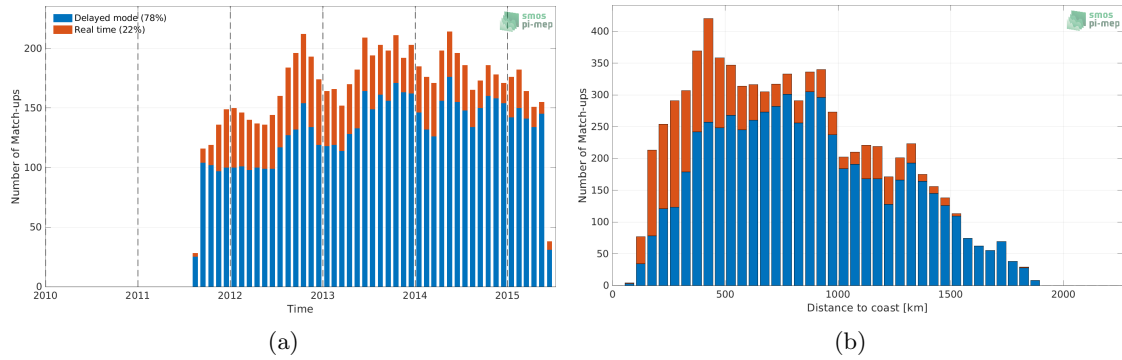 Delayed mode (78%)
Real time (22%)
smos
pi-mep
200
150
100
50
0
Number of Match-ups
2010
2011
2012
2013
2014
2015
Time
(a)
smos
pi-mep
400
350
300
250
200
150
100
50
0
Number of Match-ups
0
500
1000
1500
2000
Distance to coast [km]
(b)